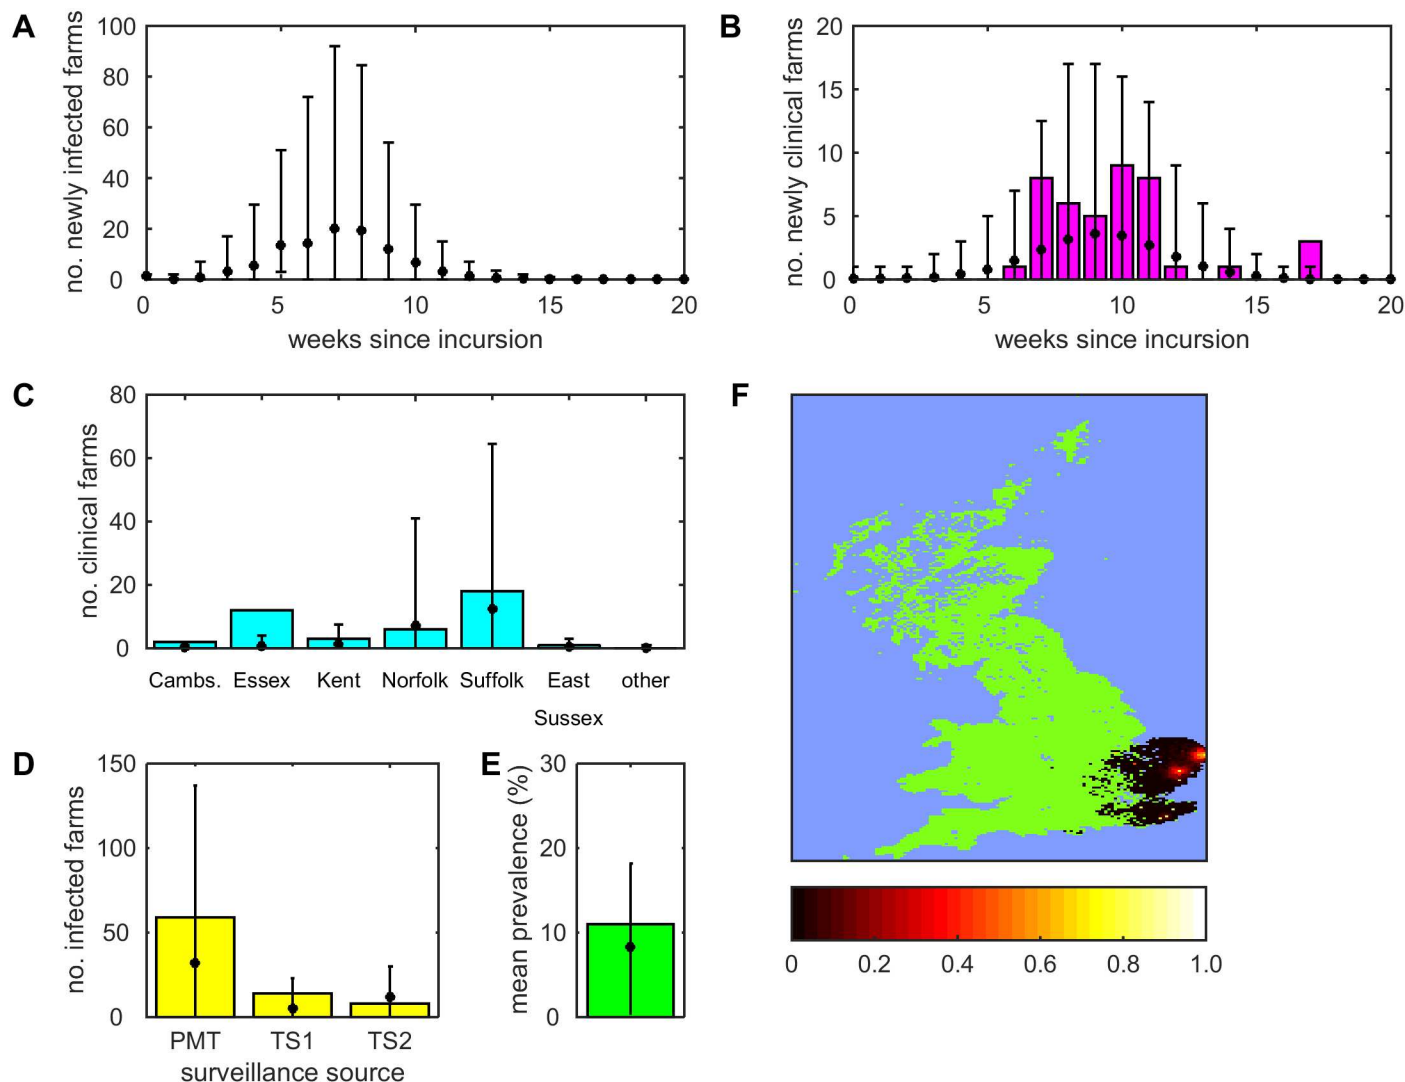 A
no. newly infected farms
100
80
60
40
20
0
0 5 10 15 20
weeks since incursion
B
no. newly clinical farms
20
15
10
5
0
0 5 10 15 20
weeks since incursion
C
no. clinical farms
80
60
40
20
0
Cambs. Essex Kent Norfolk Suffolk East other
Sussex
D
no. infected farms
150
100
50
0
PMT TS1 TS2
surveillance source
E
mean prevalence (%)
30
20
10
0
F
0 0.2 0.4 0.6 0.8 1.0